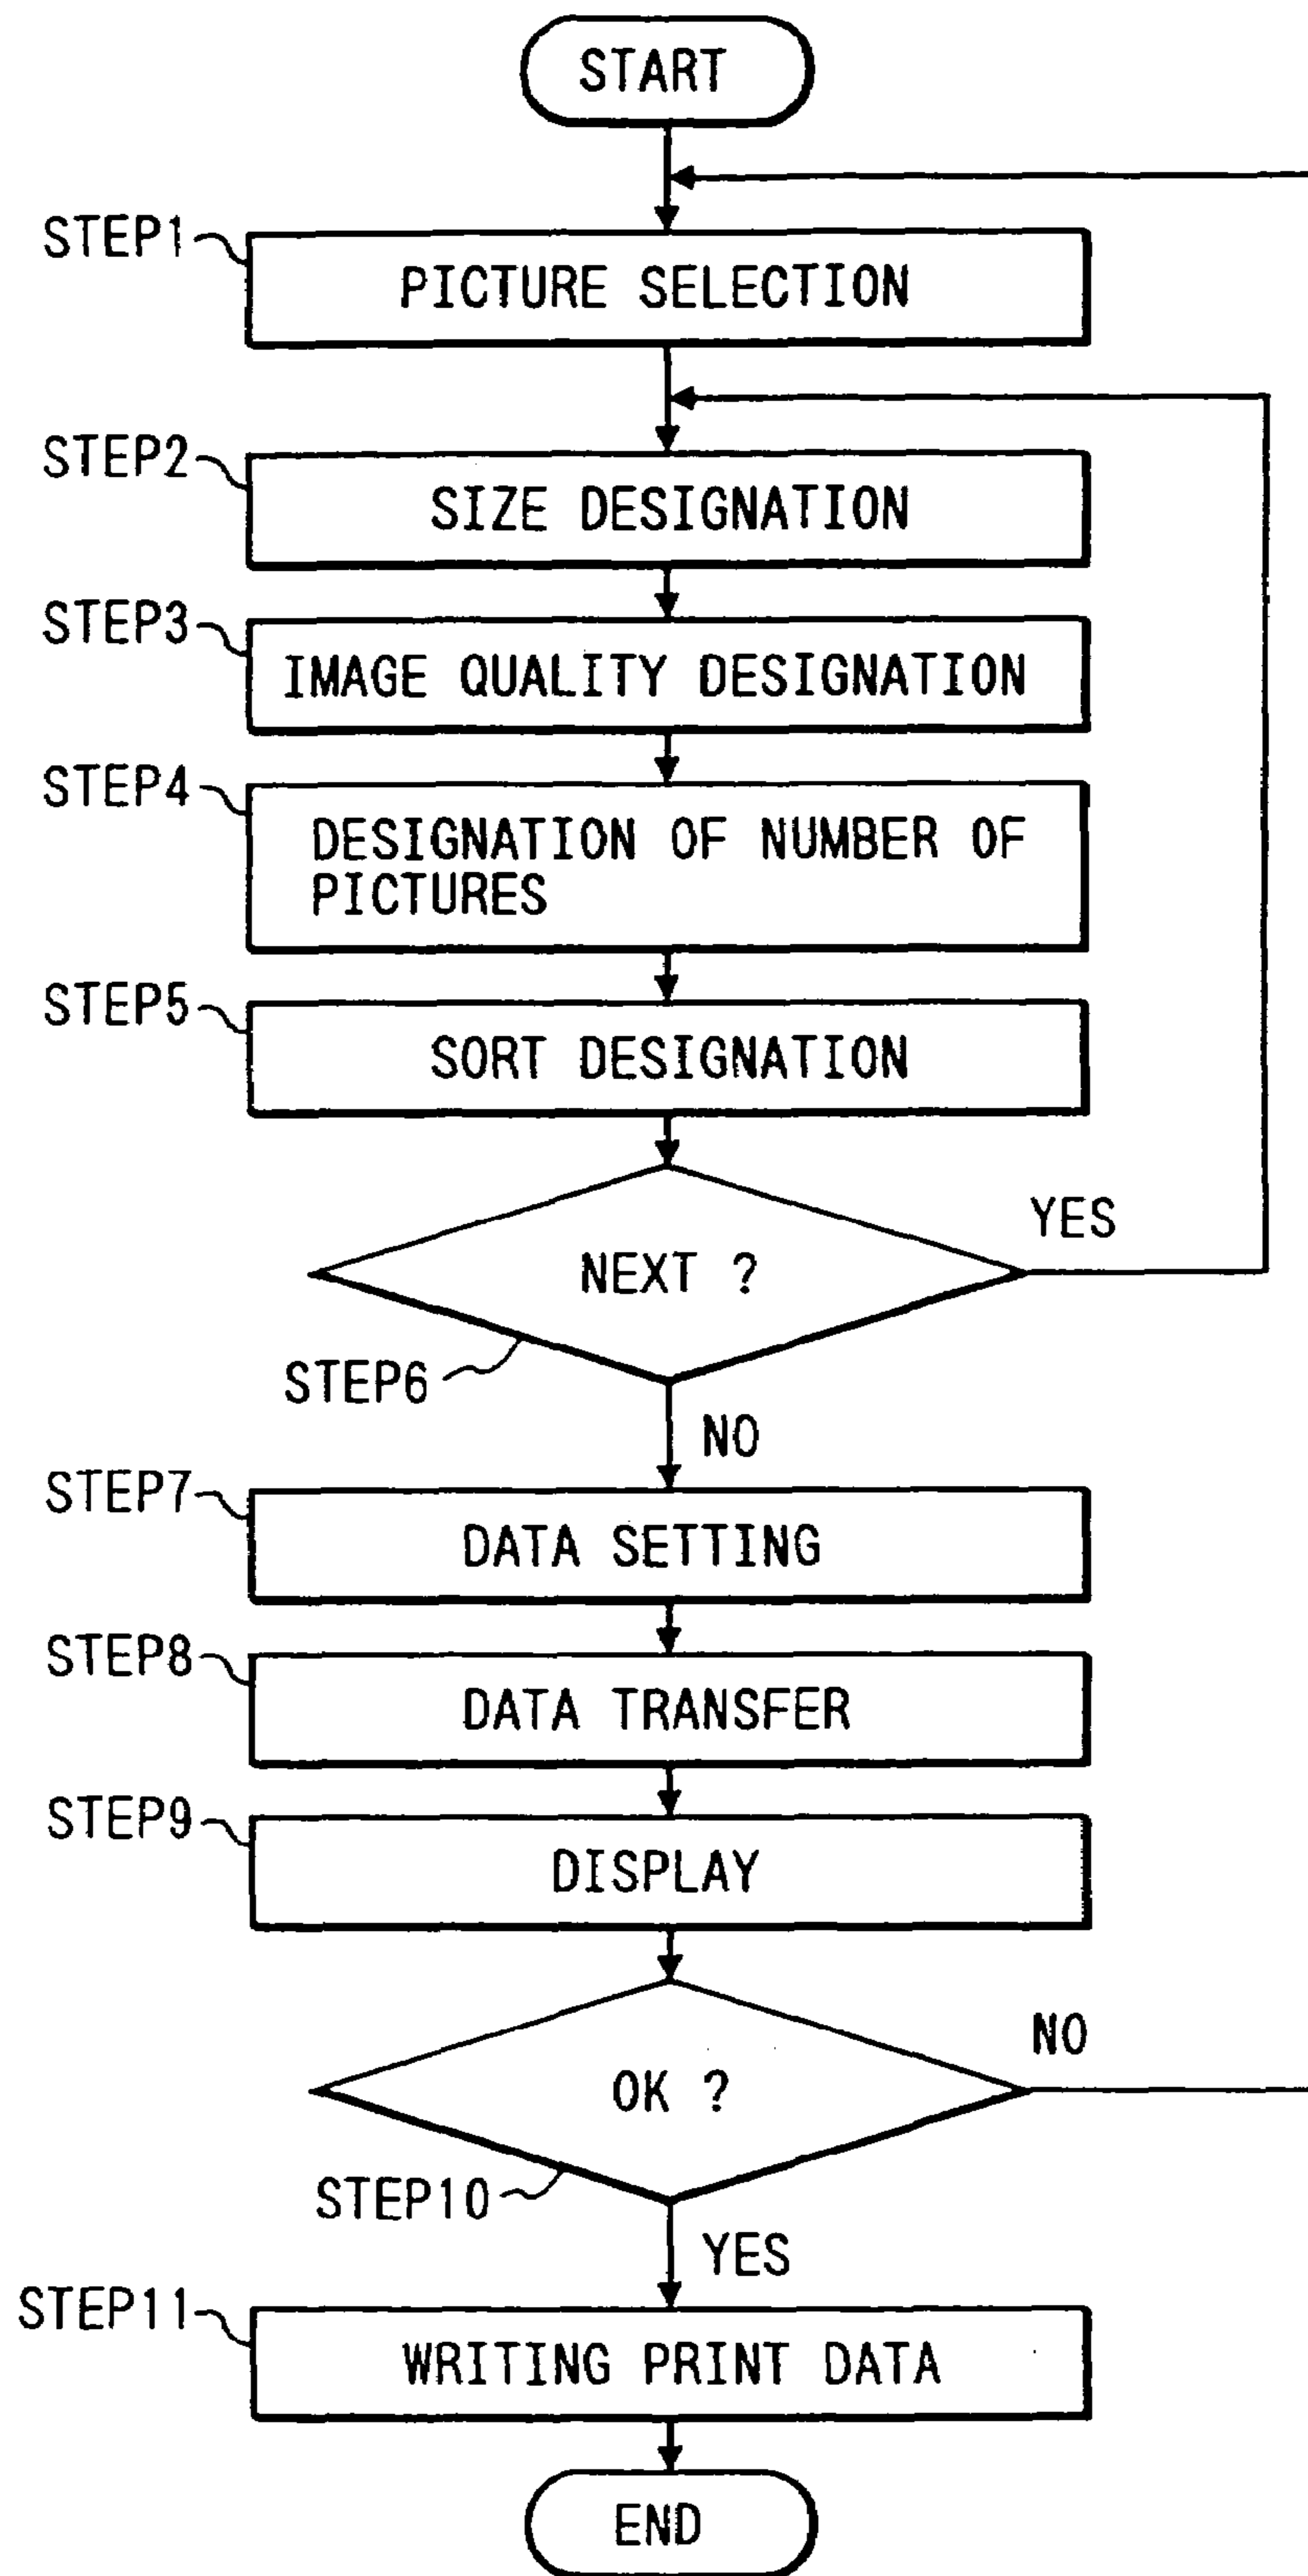 START
STEP1
PICTURE SELECTION
STEP2
SIZE DESIGNATION
STEP3
IMAGE QUALITY DESIGNATION
STEP4
DESIGNATION OF NUMBER OF
PICTURES
STEP5
SORT DESIGNATION
NEXT ?
YES
STEP6
NO
STEP7
DATA SETTING
STEP8
DATA TRANSFER
STEP9
DISPLAY
NO
OK ?
STEP10
YES
STEP11
WRITING PRINT DATA
END